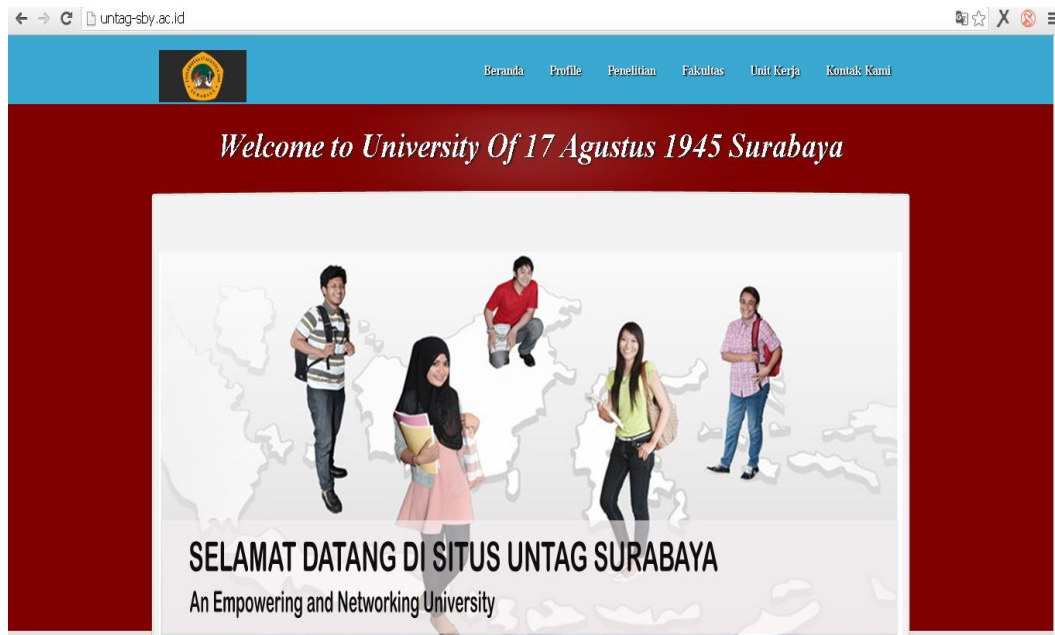 untag-sby.ac.id
Beranda Profile Penelitian Fakultas Unit Kerja Kontak Kami
Welcome to University Of 17 Agustus 1945 Surabaya
SELAMAT DATANG DI SITUS UNTAG SURABAYA
An Empowering and Networking University